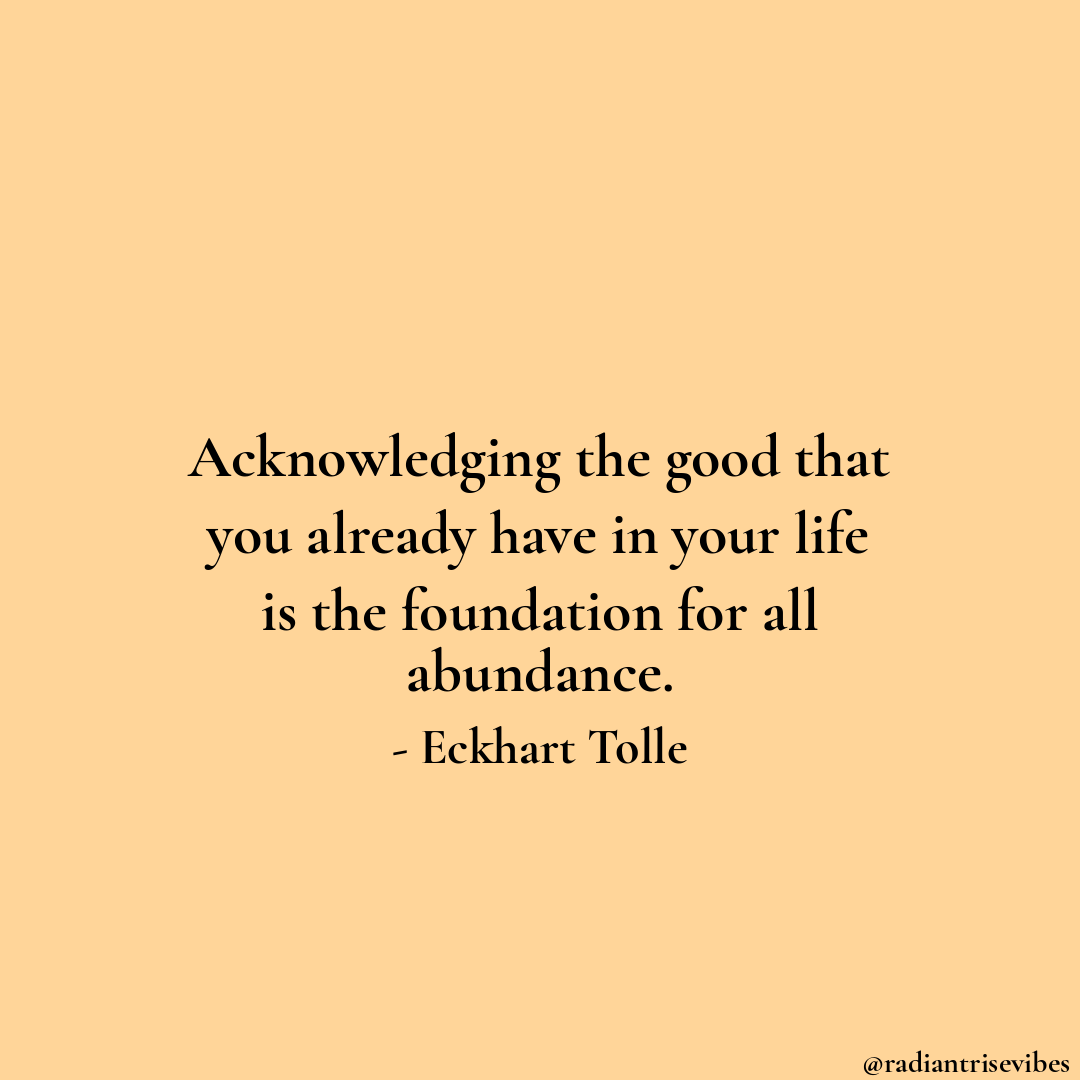 Acknowledging the good that
you already have in your life
is the foundation for all
abundance.
- Eckhart Tolle
@radiantrisevibes